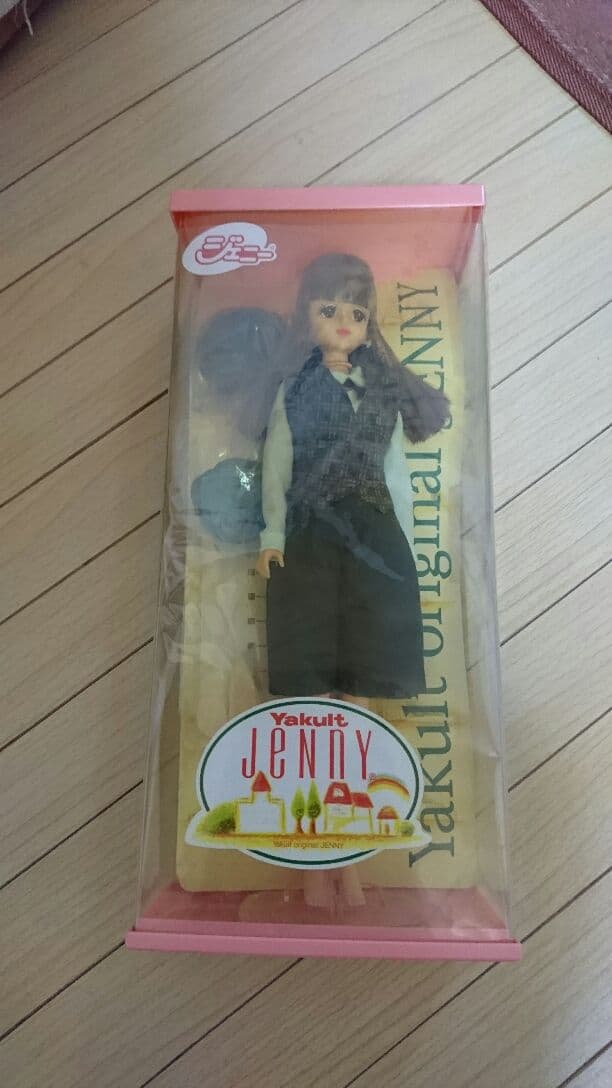 ジェニー
Yakult original JENNY
Yakult
JENNY
®
Yakult original JENNY